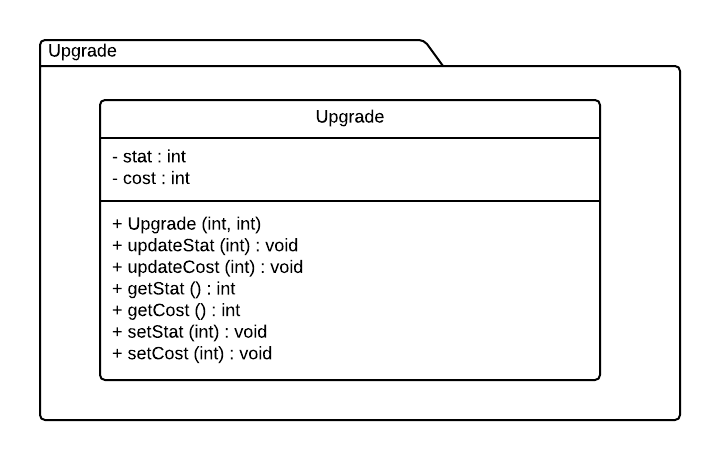 Upgrade
Upgrade
- stat : int
- cost : int
+ Upgrade (int, int)
+ updateStat (int) : void
+ updateCost (int) : void
+ getStat () : int
+ getCost () : int
+ setStat (int) : void
+ setCost (int) : void